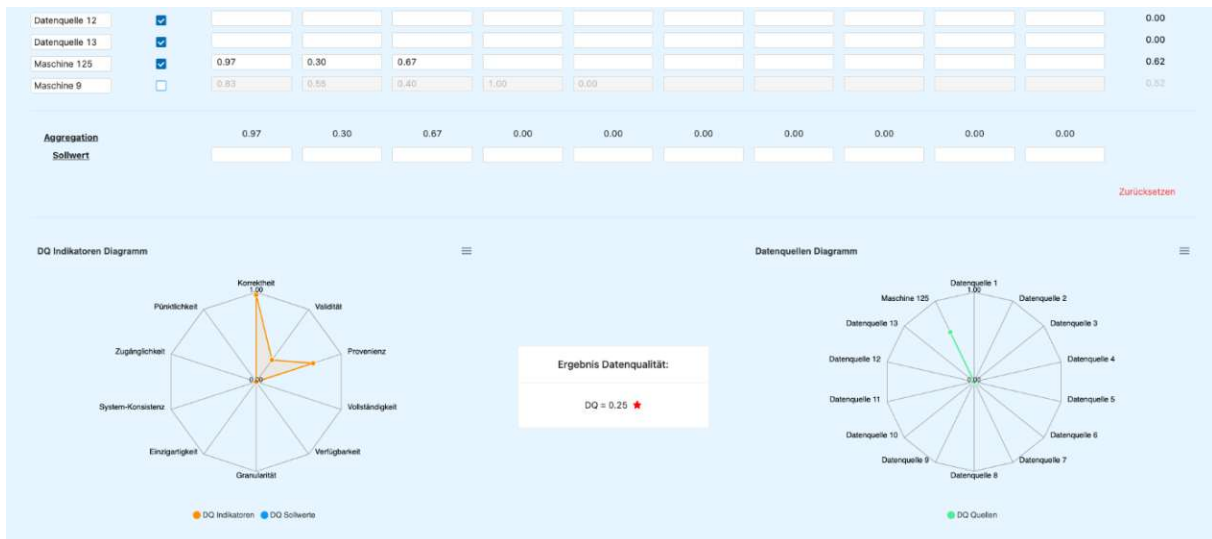 Datenquelle 12 0.00
Datenquelle 13 0.00
Maschine 125 0.97 0.30 0.67 0.62
Maschine 9 0.83 0.55 0.40 1.00 0.00 0.52
Aggregation 0.97 0.30 0.67 0.00 0.00 0.00 0.00 0.00 0.00 0.00
Sollwert
Zurücksetzen
DQ Indikatoren Diagramm
Korrektheit
1.00
Validität
Provenienz
Vollständigkeit
Verfügbarkeit
Granularität
Einzigartigkeit
System-Konsistenz
Zugänglichkeit
Pünktlichkeit
0.00
DQ Indikatoren DQ Sollwerte
Ergebnis Datenqualität:
DQ = 0.25
Datenquellen Diagramm
Datenquelle 1
1.00
Datenquelle 2
Datenquelle 3
Datenquelle 4
Datenquelle 5
Datenquelle 6
Datenquelle 7
Datenquelle 8
Datenquelle 9
Datenquelle 10
Datenquelle 11
Datenquelle 12
Datenquelle 13
Maschine 125
0.00
DQ Quellen